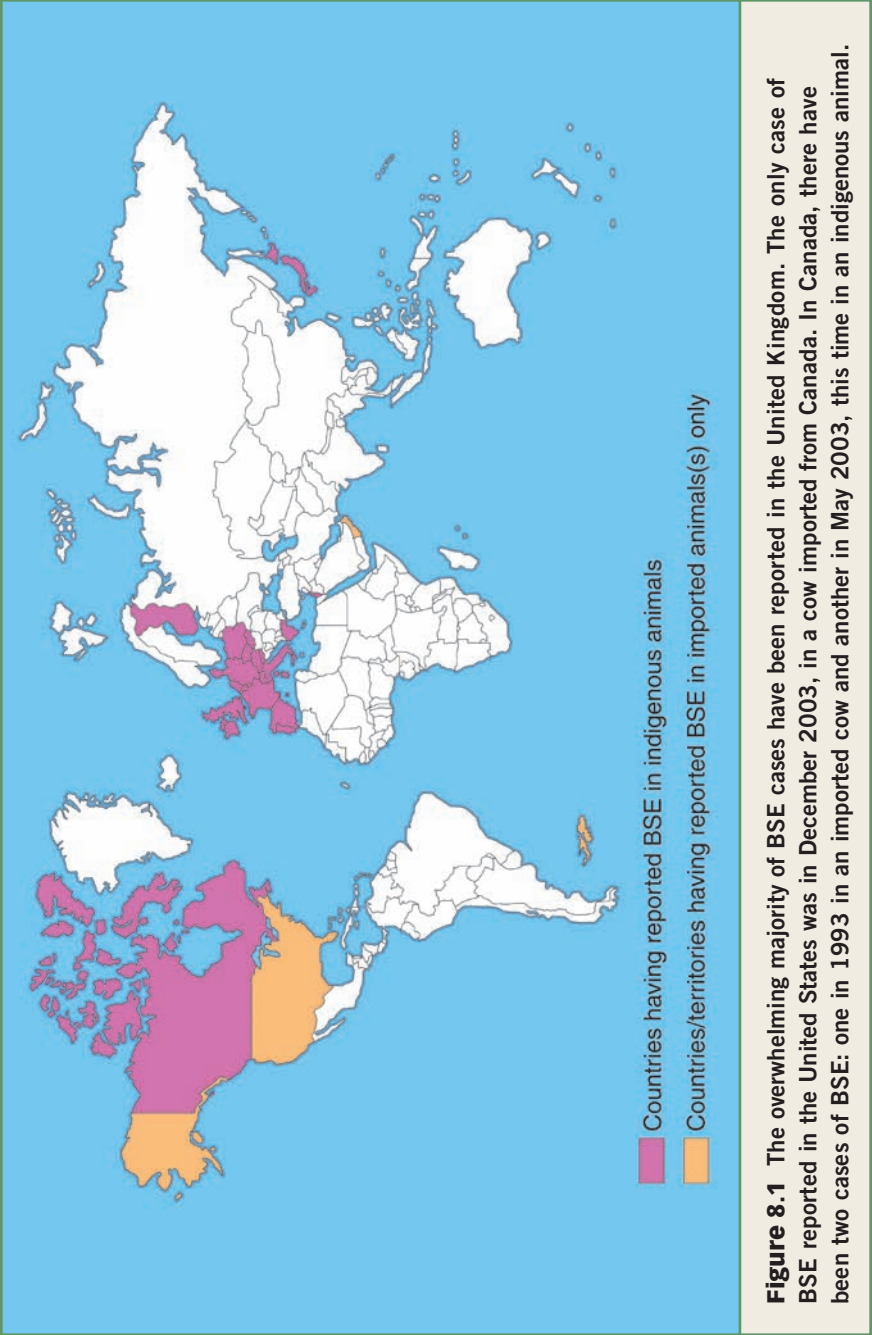 Countries having reported BSE in indigenous animals
Countries/territories having reported BSE in imported animals(s) only
Figure 8.1 The overwhelming majority of BSE cases have been reported in the United Kingdom. The only case of
BSE reported in the United States was in December 2003, in a cow imported from Canada. In Canada, there have
been two cases of BSE: one in 1993 in an imported cow and another in May 2003, this time in an indigenous animal.